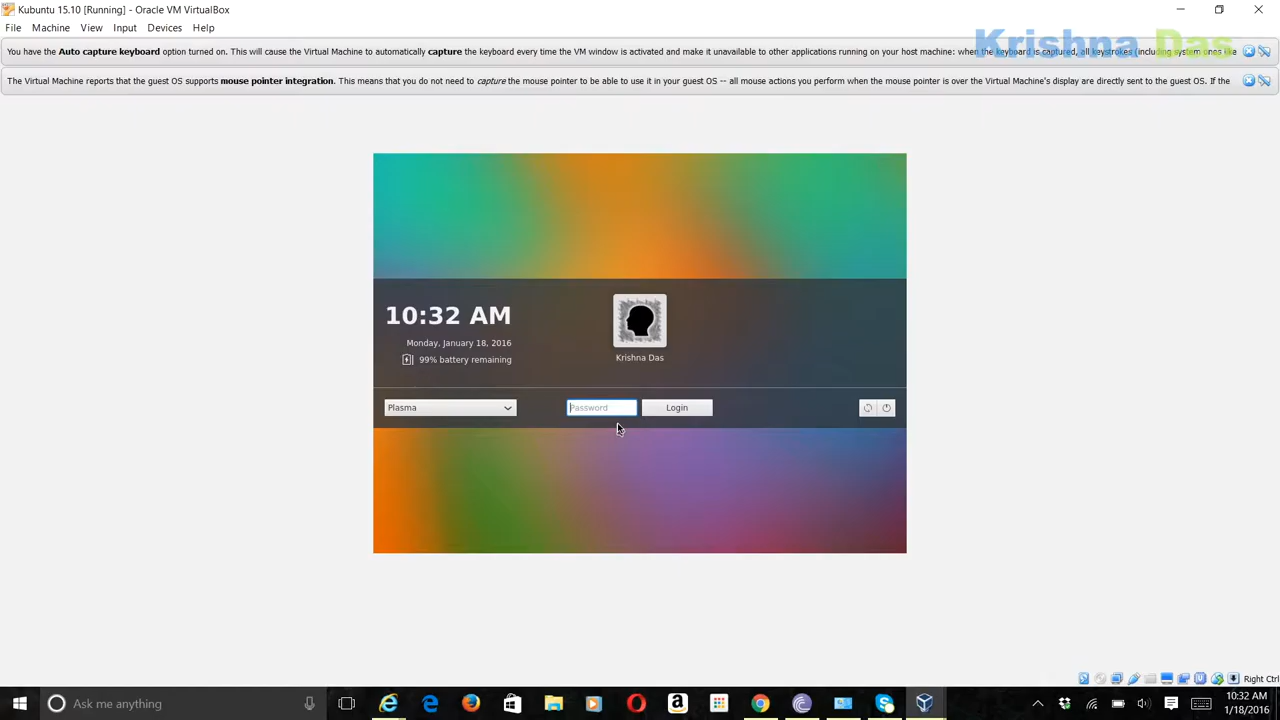 Kubuntu 15.10 [Running] - Oracle VM VirtualBox
File Machine View Input Devices Help
Krishna Das
You have the Auto capture keyboard option turned on. This will cause the Virtual Machine to automatically capture the keyboard every time the VM window is activated and make it unavailable to other applications running on your host machine: when the keyboard is captured, all keystrokes (including system ones like
The Virtual Machine reports that the guest OS supports mouse pointer integration. This means that you do not need to capture the mouse pointer to be able to use it in your guest OS -- all mouse actions you perform when the mouse pointer is over the Virtual Machine's display are directly sent to the guest OS. If the
10:32 AM
Monday, January 18, 2016
99% battery remaining
Krishna Das
Plasma
Password
Login
Right Ctrl
Ask me anything
10:32 AM
1/18/2016